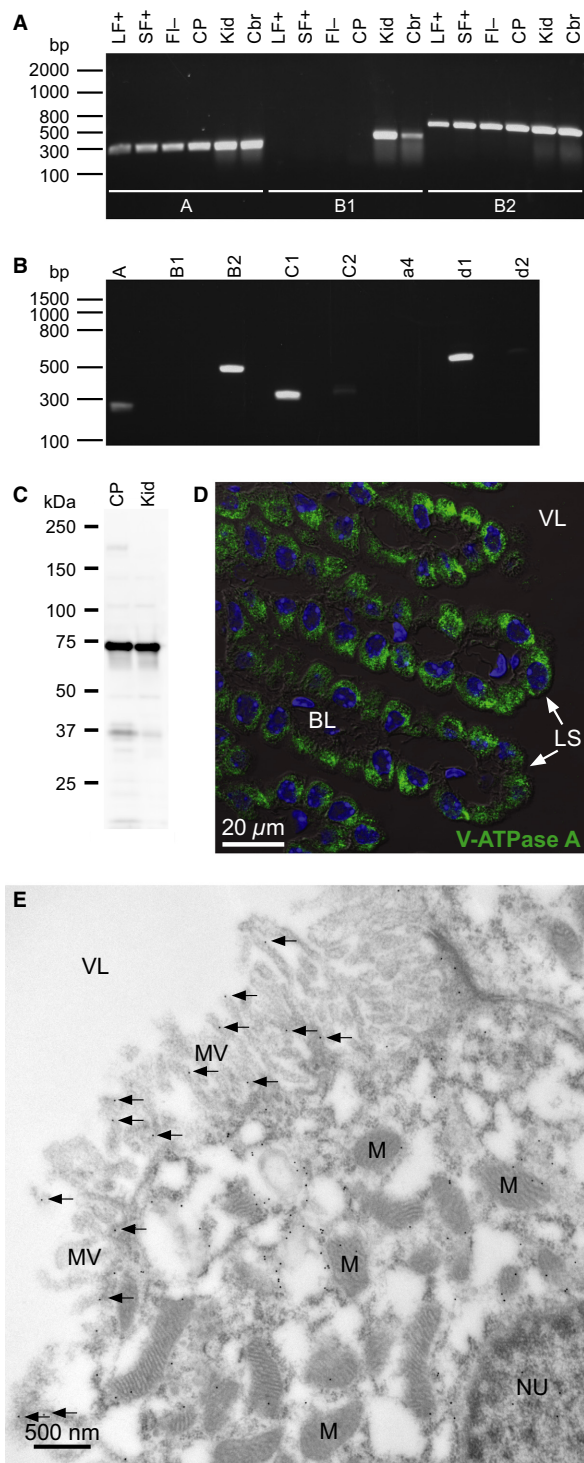 A
LF+ SF+ FI– CP Kid Cbr LF+ SF+ FI– CP Kid Cbr LF+ SF+ FI– CP Kid Cbr
bp
2000
1000
800
500
300
100
A B1 B2
B
bp A B1 B2 C1 C2 a4 d1 d2
1500
1000
800
500
300
100
C
kDa CP Kid
250
150
100
75
50
37
25
D
VL
BL
LS
20 µm
V-ATPase A
E
VL
MV
M
M
MV
M
NU
M
500 nm